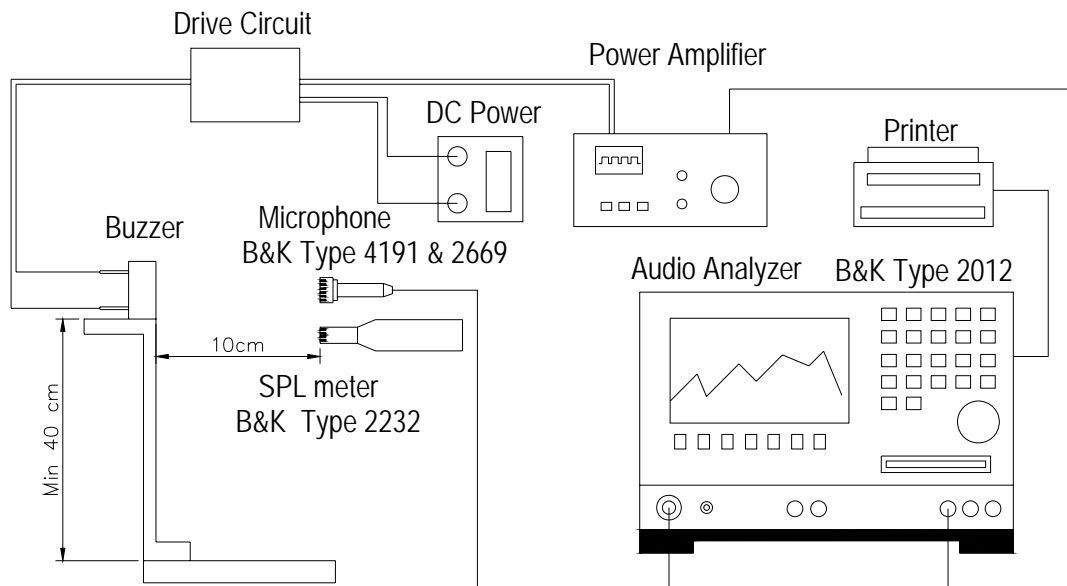 Drive Circuit
Power Amplifier
DC Power
Printer
Buzzer
Microphone
B&K Type 4191 & 2669
Audio Analyzer
B&K Type 2012
10cm
SPL meter
B&K Type 2232
Min 40 cm